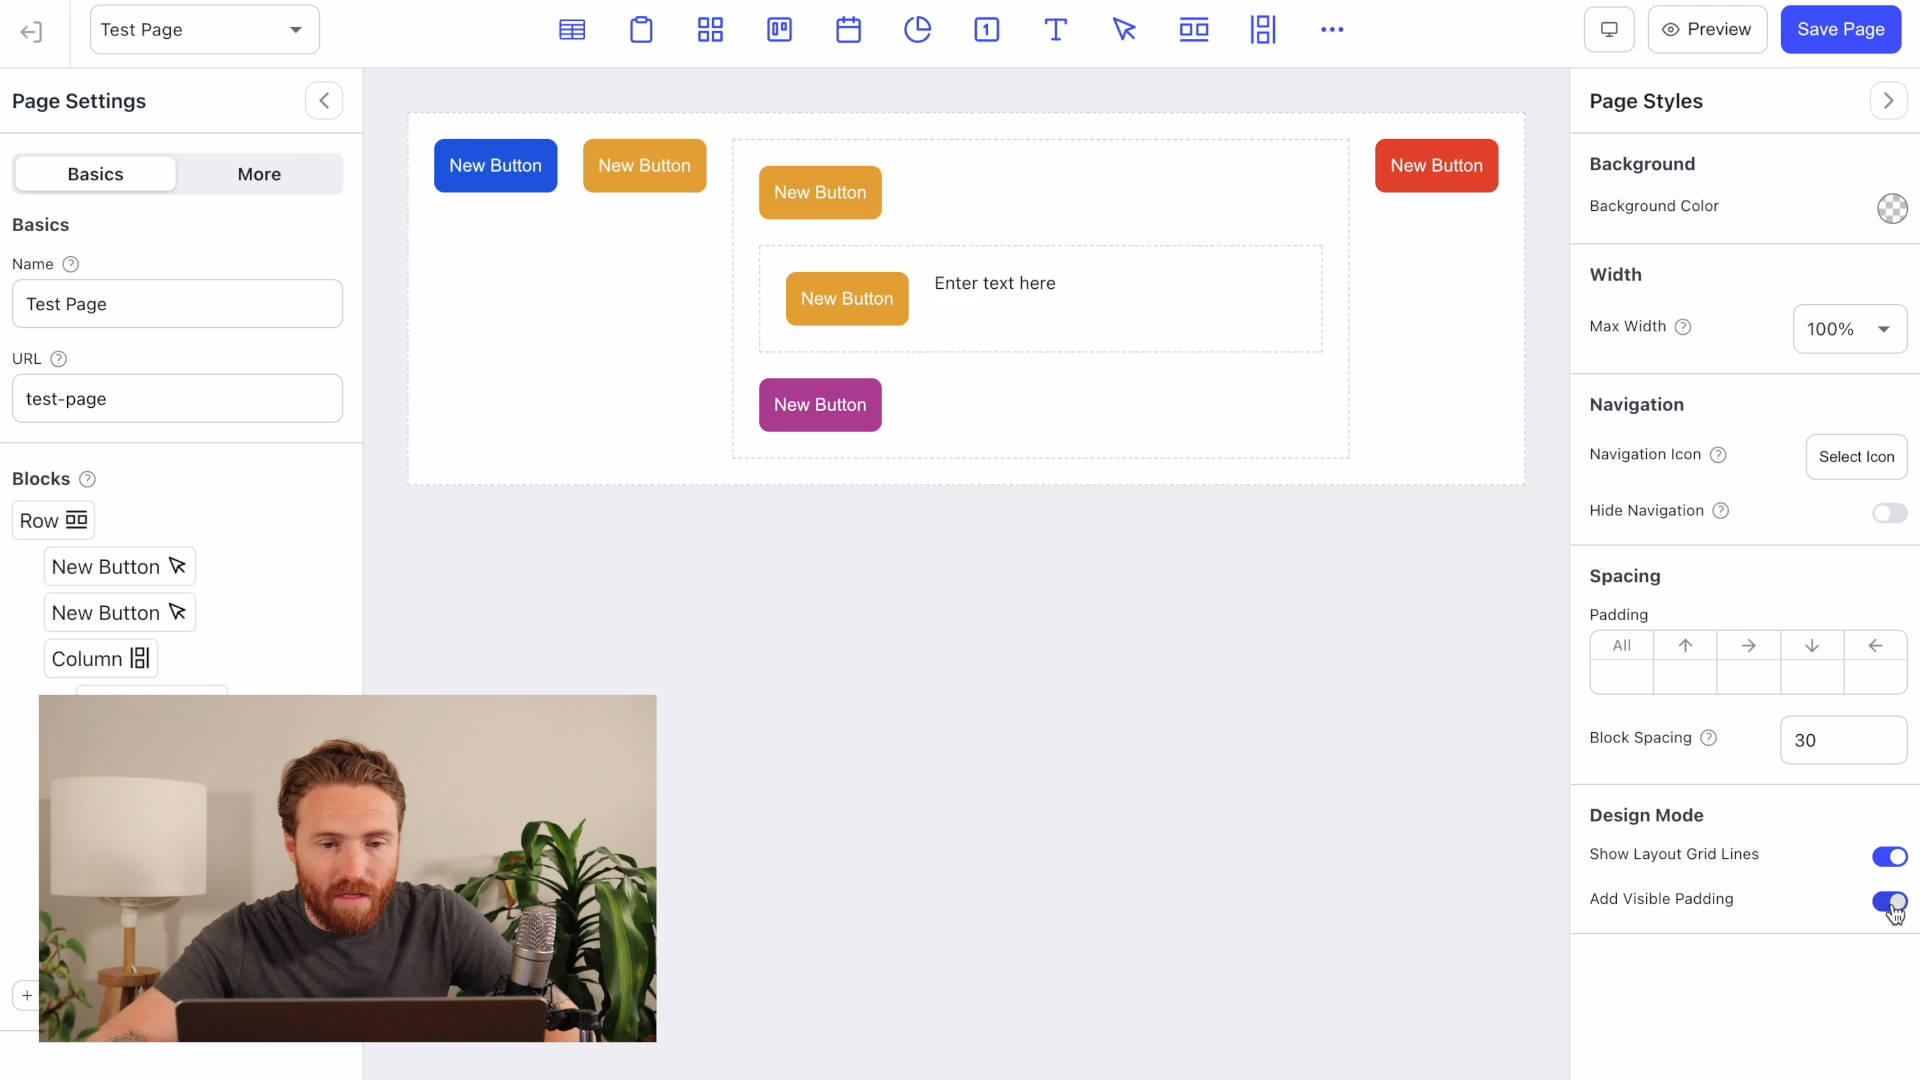 Test Page
1
Preview
Save Page
Page Settings
Basics
More
Basics
Name
Test Page
URL
test-page
Blocks
Row
New Button
New Button
Column
New Button
New Button
New Button
New Button
Enter text here
New Button
New Button
Page Styles
Background
Background Color
Width
Max Width
100%
Navigation
Navigation Icon
Select Icon
Hide Navigation
Spacing
Padding
All
Block Spacing
30
Design Mode
Show Layout Grid Lines
Add Visible Padding